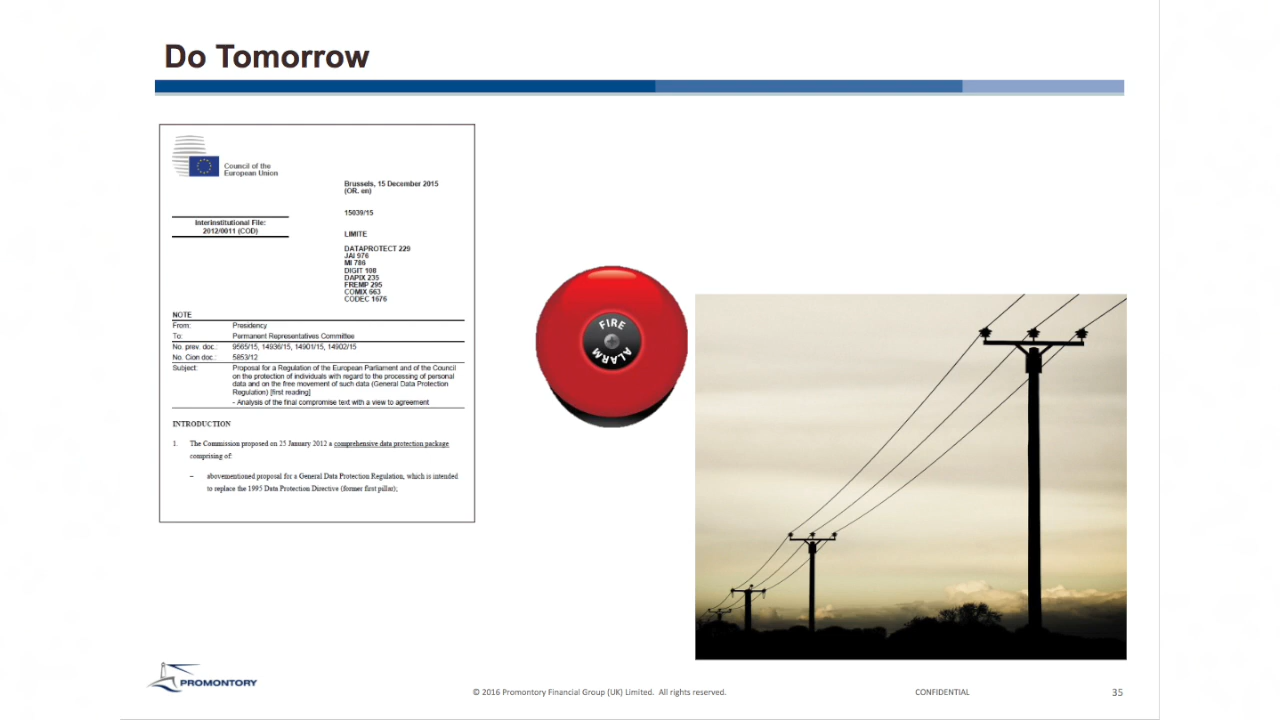 Do Tomorrow
Council of the
European Union
Brussels, 15 December 2015
(OR. en)
15039/15
Interinstitutional File:
2012/0011 (COD)
LIMITE
DATAPROTECT 229
JAI 976
MI 786
DIGIT 108
DAPIX 235
FREMP 295
COMIX 663
CODEC 1676
NOTE
From: Presidency
To: Permanent Representatives Committee
No. prev. doc.: 9565/15, 14936/15, 14901/15, 14902/15
No. Cion doc.: 5853/12
Subject: Proposal for a Regulation of the European Parliament and of the Council
on the protection of individuals with regard to the processing of personal
data and on the free movement of such data (General Data Protection
Regulation) [first reading]
- Analysis of the final compromise text with a view to agreement
INTRODUCTION
1. The Commission proposed on 25 January 2012 a comprehensive data protection package
comprising of:
– abovementioned proposal for a General Data Protection Regulation, which is intended
to replace the 1995 Data Protection Directive (former first pillar);
FIRE
ALARM
PROMONTORY
© 2016 Promontory Financial Group (UK) Limited. All rights reserved.
CONFIDENTIAL
35